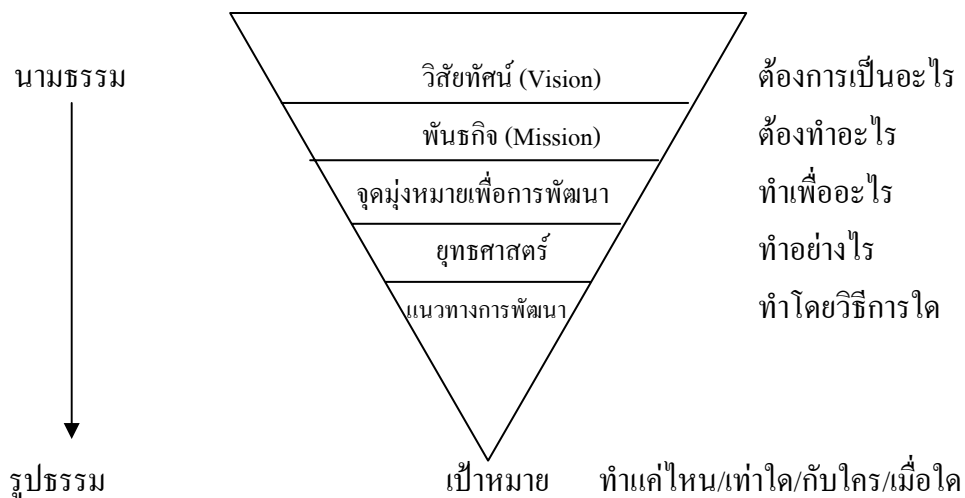 นามธรรม วิสัยทัศน์ (Vision) ต้องการเป็นอะไร
พันธกิจ (Mission) ต้องทำอะไร
จุดมุ่งหมายเพื่อการพัฒนา ทำเพื่ออะไร
ยุทธศาสตร์ ทำอย่างไร
แนวทางการพัฒนา ทำโดยวิธีการใด
รูปธรรม เป้าหมาย ทำแค่ไหน/เท่าใด/กับใคร/เมื่อใด